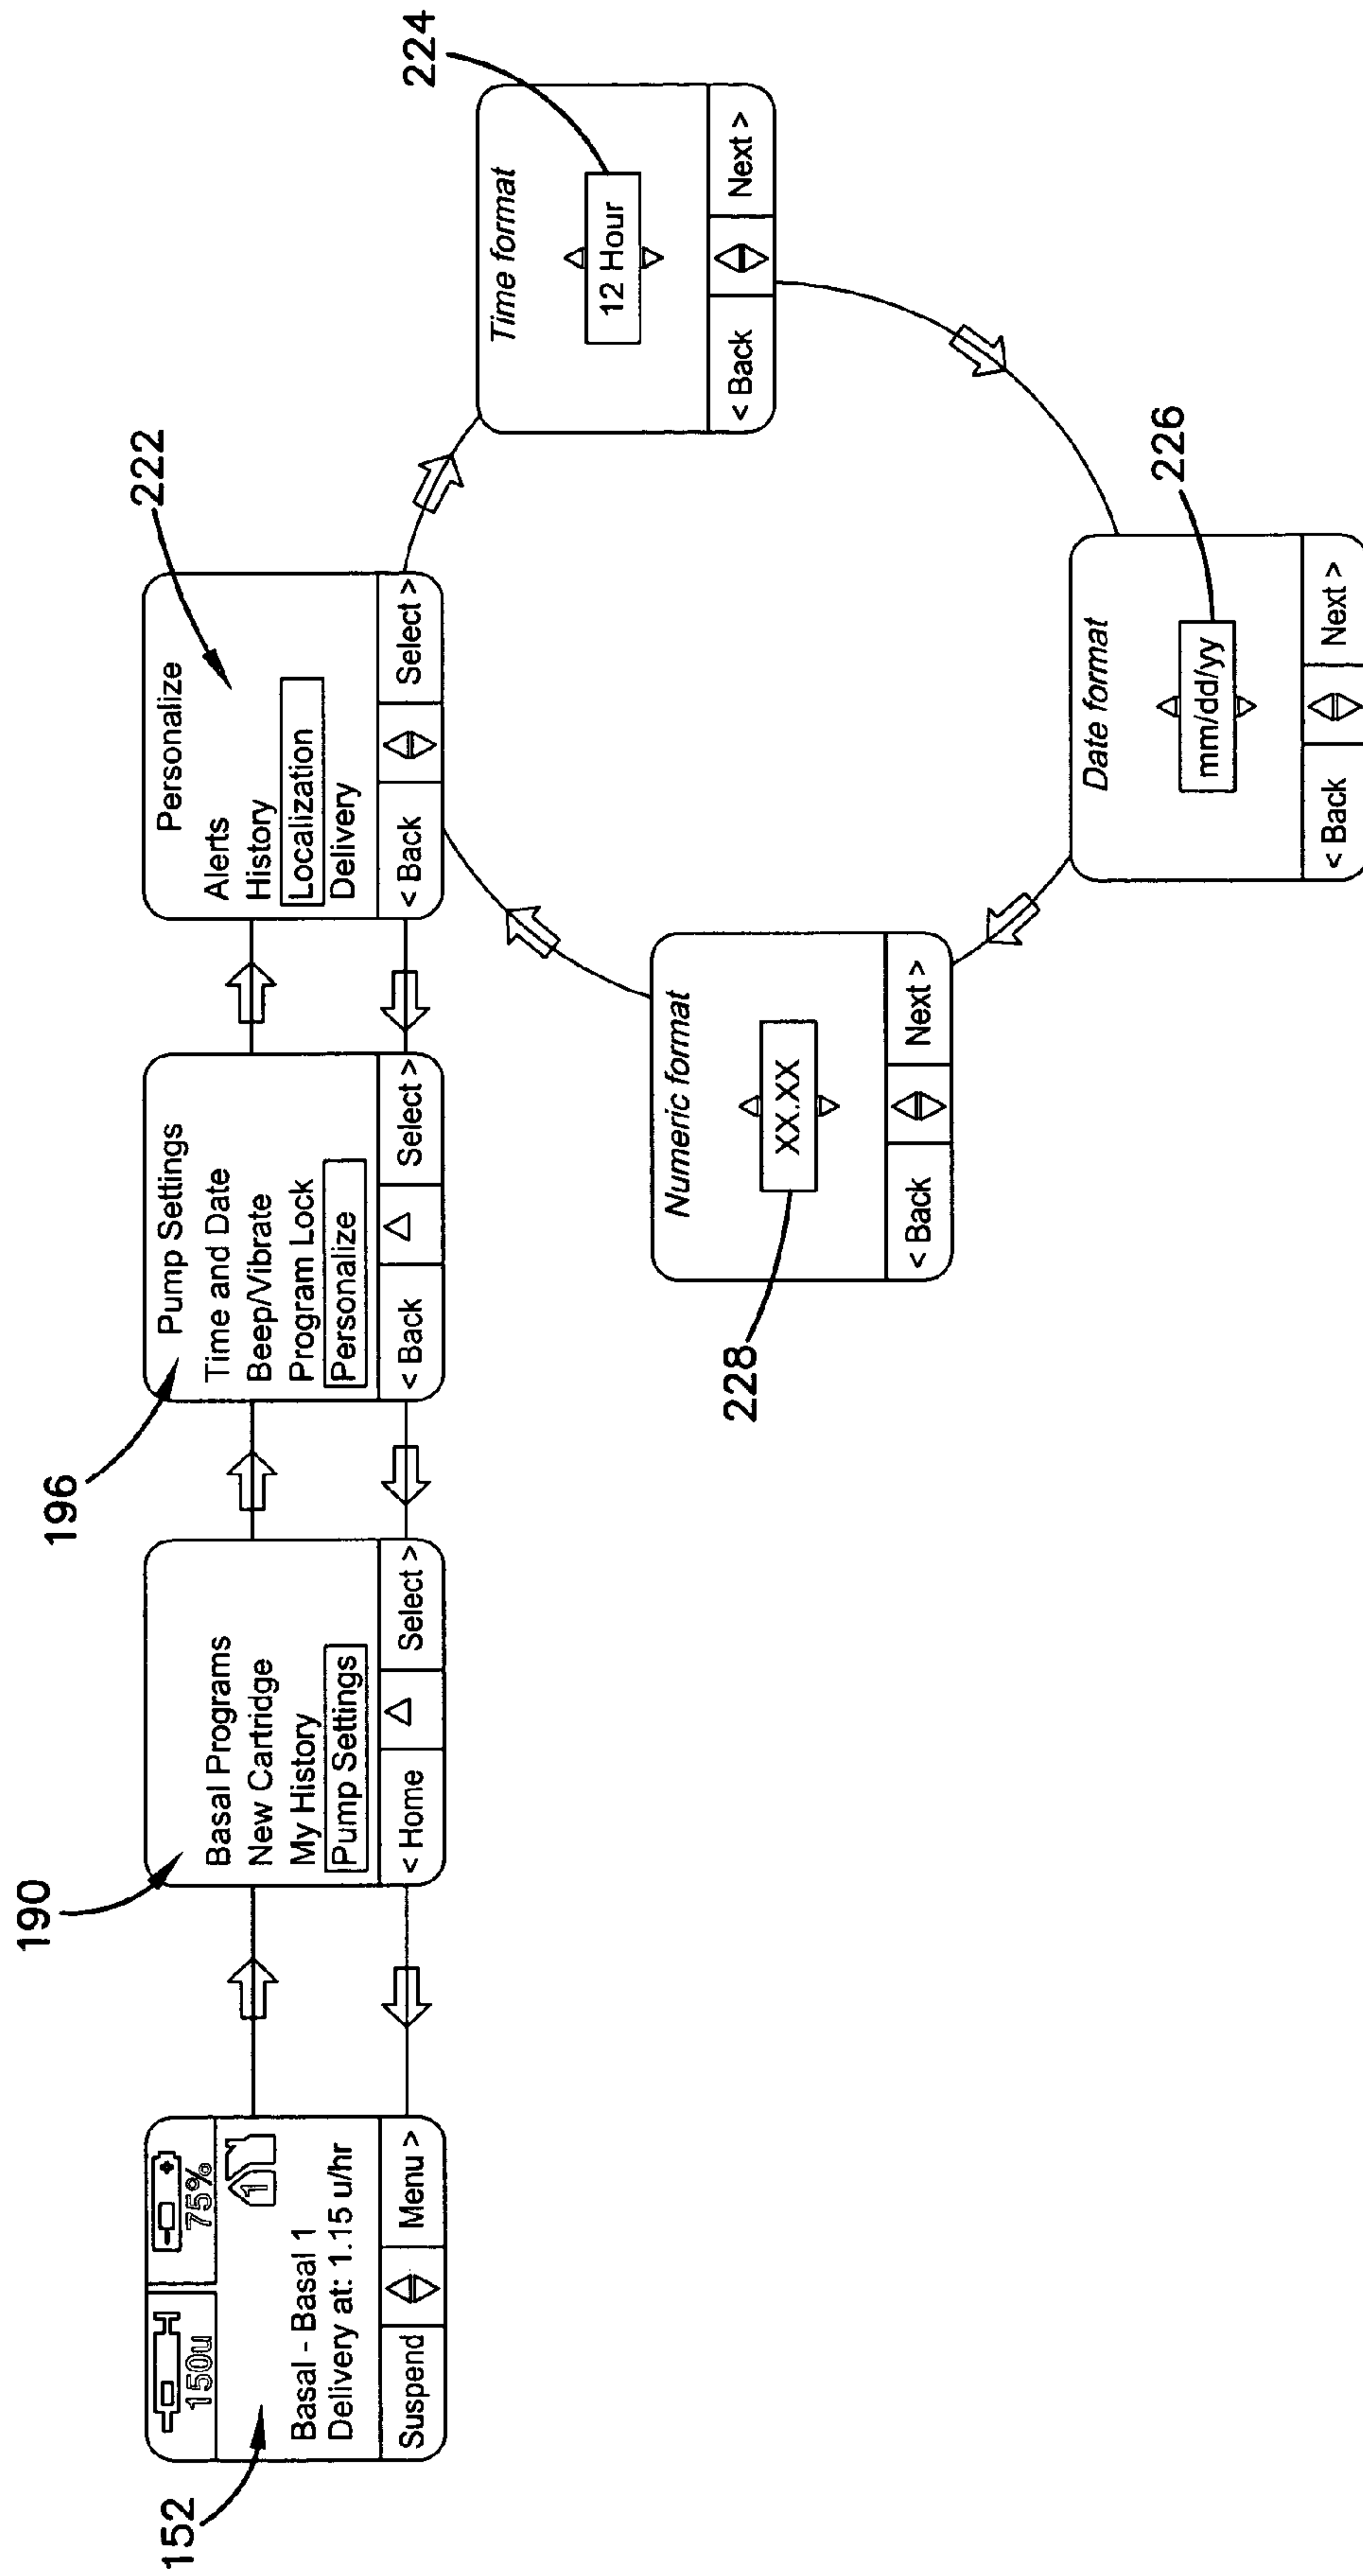 152
150u
75%
1
Basal - Basal 1
Delivery at: 1.15 u/hr
Suspend
Menu >
190
Basal Programs
New Cartridge
My History
Pump Settings
< Home
Select >
196
Pump Settings
Time and Date
Beep/Vibrate
Program Lock
Personalize
< Back
Select >
222
Personalize
Alerts
History
Localization
Delivery
< Back
Select >
224
Time format
12 Hour
< Back
Next >
226
Date format
mm/dd/yy
< Back
Next >
228
Numeric format
XX.XX
< Back
Next >